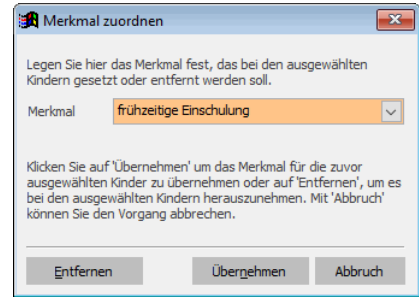 Merkmal zuordnen
Legen Sie hier das Merkmal fest, das bei den ausgewählten
Kindern gesetzt oder entfernt werden soll.
Merkmal frühzeitige Einschulung
Klicken Sie auf 'Übernehmen' um das Merkmal für die zuvor
ausgewählten Kinder zu übernehmen oder auf 'Entfernen', um es
bei den ausgewählten Kindern herauszunehmen. Mit 'Abbruch'
können Sie den Vorgang abbrechen.
Entfernen Übernehmen Abbruch